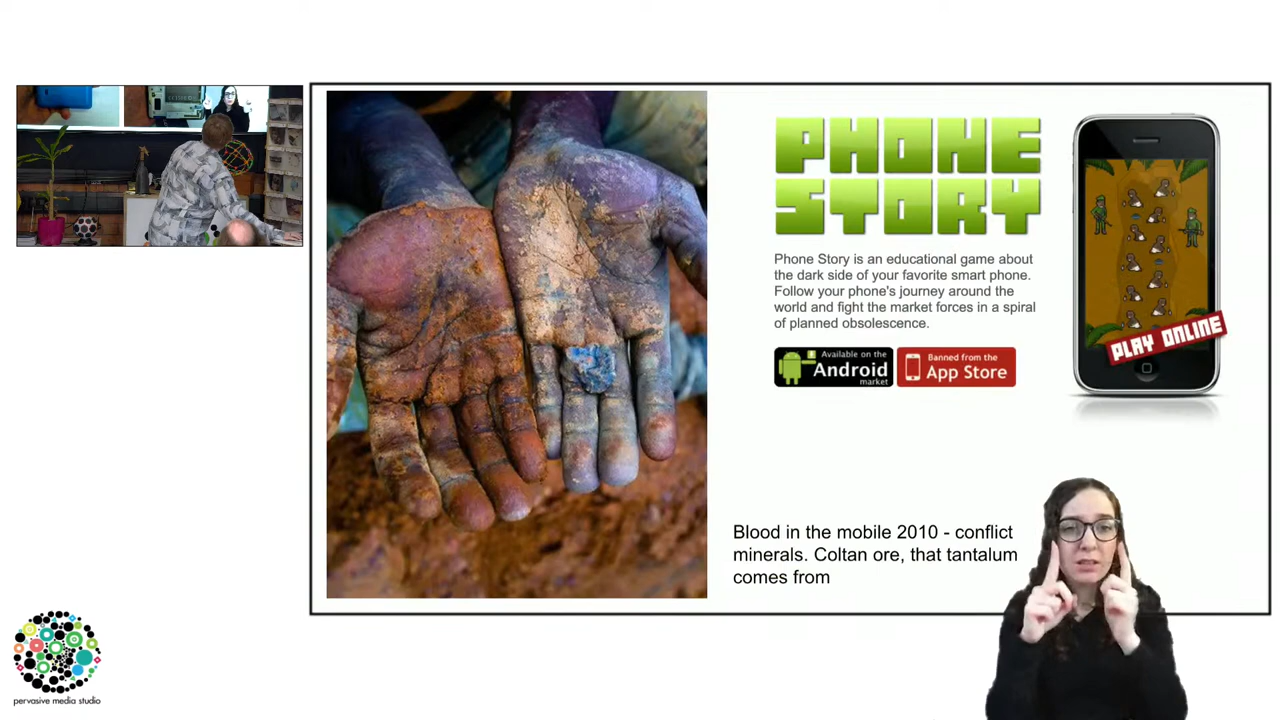 PHONE
STORY
Phone Story is an educational game about
the dark side of your favorite smart phone.
Follow your phone's journey around the
world and fight the market forces in a spiral
of planned obsolescence.
Available on the
Android
market
Banned from the
App Store
PLAY ONLINE
Blood in the mobile 2010 - conflict
minerals. Coltan ore, that tantalum
comes from
pervasive media studio